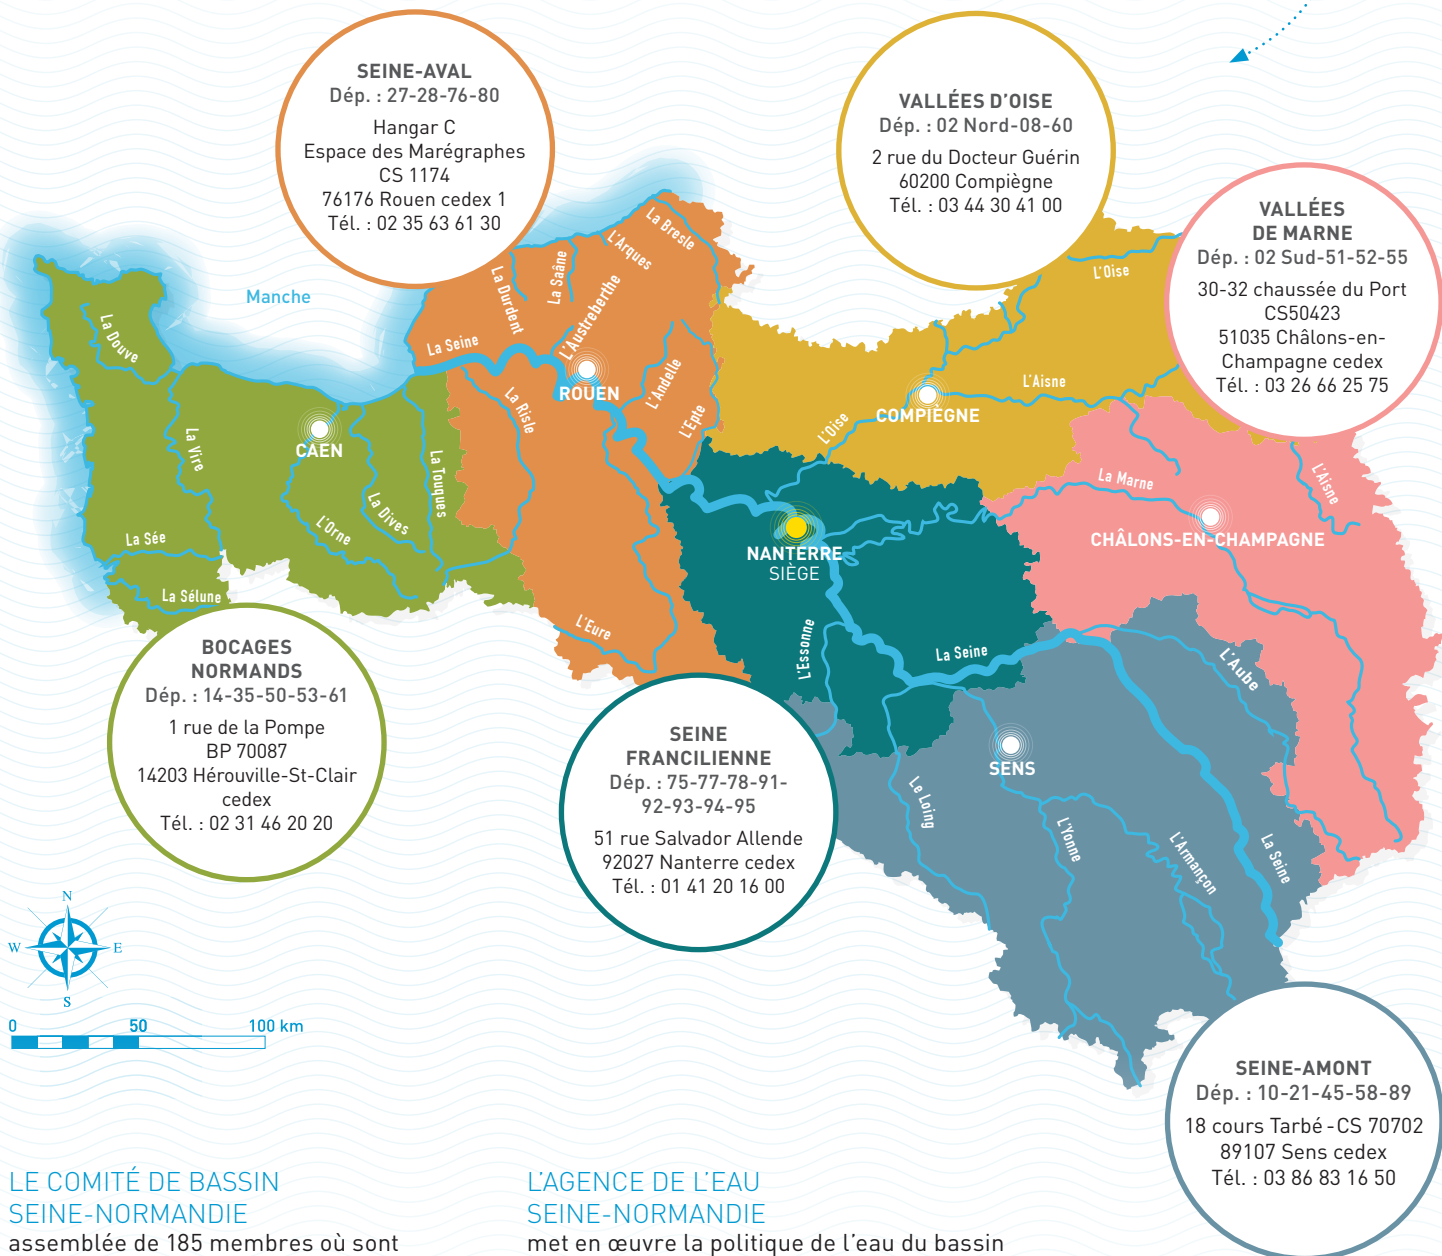 SEINE-AVAL
Dép. : 27-28-76-80
Hangar C
Espace des Marégraphes
CS 1174
76176 Rouen cedex 1
Tél. : 02 35 63 61 30
VALLÉES D'OISE
Dép. : 02 Nord-08-60
2 rue du Docteur Guérin
60200 Compiègne
Tél. : 03 44 30 41 00
VALLÉES
DE MARNE
Dép. : 02 Sud-51-52-55
30-32 chaussée du Port
CS50423
51035 Châlons-en-
Champagne cedex
Tél. : 03 26 66 25 75
Manche
La Bresle
L'Arques
La Saâne
La Durdent
L'Austreberthe
La Seine
ROUEN
L'Andelle
L'Epte
La Risle
L'Eure
La Douve
La Vire
CAEN
La Touques
La Dives
L'Orne
La Sée
La Sélune
L'Oise
L'Aisne
COMPIÈGNE
L'Oise
La Marne
L'Aisne
CHÂLONS-EN-CHAMPAGNE
NANTERRE
SIÈGE
L'Essonne
La Seine
L'Aube
SENS
Le Loing
L'Yonne
L'Armançon
La Seine
BOCAGES
NORMANDS
Dép. : 14-35-50-53-61
1 rue de la Pompe
BP 70087
14203 Hérouville-St-Clair
cedex
Tél. : 02 31 46 20 20
SEINE
FRANCILIENNE
Dép. : 75-77-78-91-
92-93-94-95
51 rue Salvador Allende
92027 Nanterre cedex
Tél. : 01 41 20 16 00
N
W E
S
0 50 100 km
SEINE-AMONT
Dép. : 10-21-45-58-89
18 cours Tarbé - CS 70702
89107 Sens cedex
Tél. : 03 86 83 16 50
LE COMITÉ DE BASSIN
SEINE-NORMANDIE
assemblée de 185 membres où sont
L'AGENCE DE L'EAU
SEINE-NORMANDIE
met en œuvre la politique de l'eau du bassin